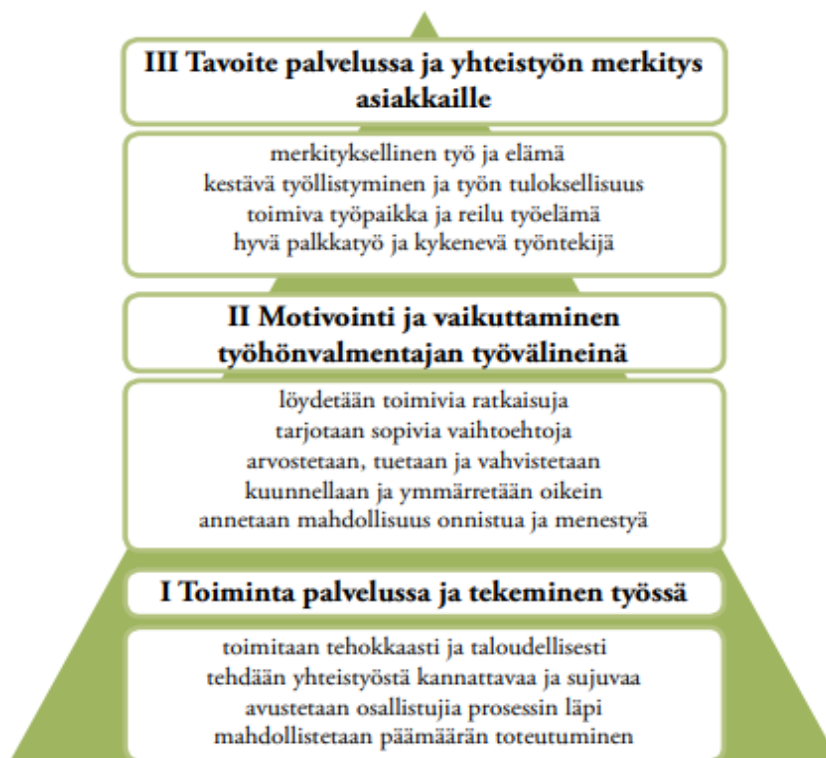 III Tavoite palvelussa ja yhteistyön merkitys
asiakkaille
merkityksellinen työ ja elämä
kestävä työllistyminen ja työn tuloksellisuus
toimiva työpaikka ja reilu työelämä
hyvä palkkatyö ja kykenevä työntekijä
II Motivointi ja vaikuttaminen
työhönvalmentajan työvälineinä
löydetään toimivia ratkaisuja
tarjotaan sopivia vaihtoehtoja
arvostetaan, tuetaan ja vahvistetaan
kuunnellaan ja ymmärretään oikein
annetaan mahdollisuus onnistua ja menestyä
I Toiminta palvelussa ja tekeminen työssä
toimitaan tehokkaasti ja taloudellisesti
tehdään yhteistyöstä kannattavaa ja sujuvaa
avustetaan osallistujia prosessin läpi
mahdollistetaan päämäärän toteutuminen